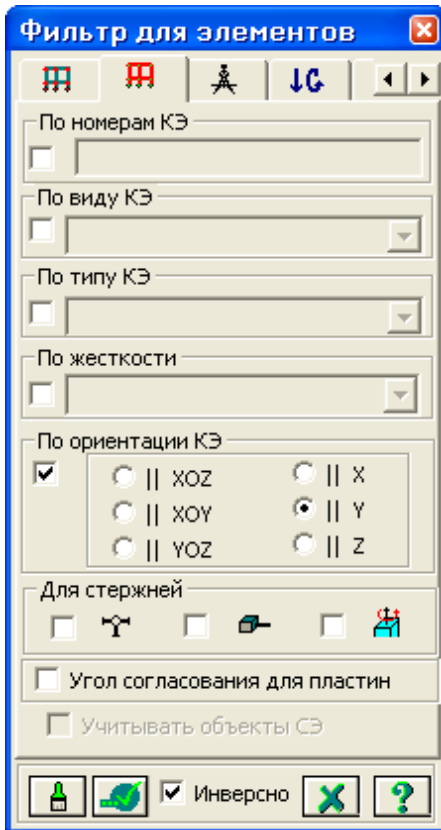 Фильтр для элементов
По номерам КЭ
По виду КЭ
По типу КЭ
По жесткости
По ориентации КЭ
|| XOZ || X
|| XOY || Y
|| YOZ || Z
Для стержней
Угол согласования для пластин
Учитывать объекты СЭ
Инверсно ?